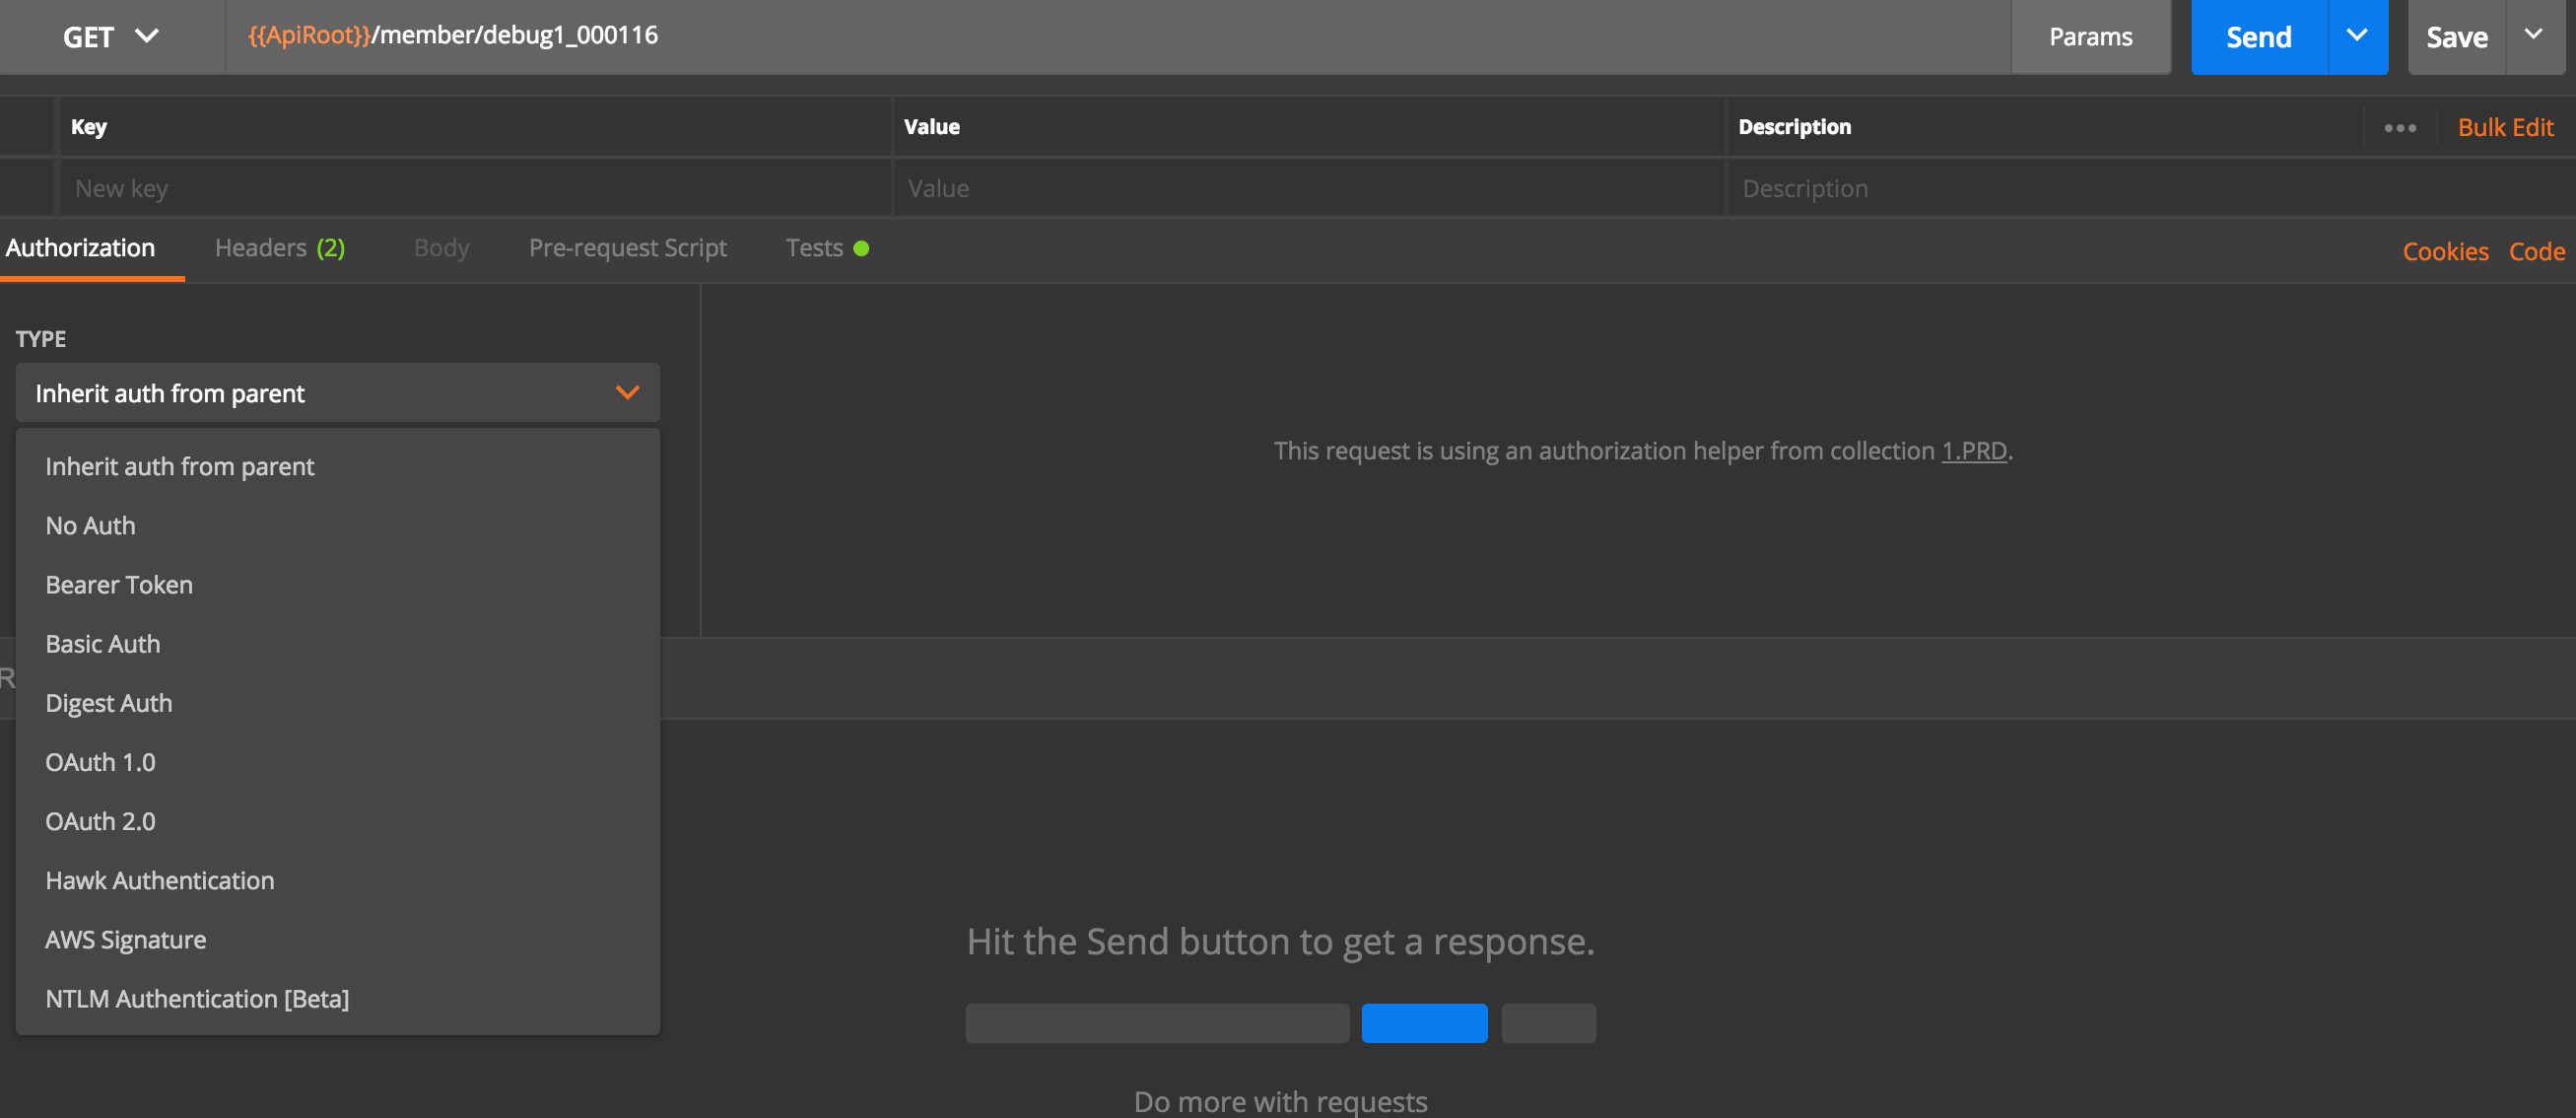 GET {{ApiRoot}}/member/debug1_000116 Params Send Save
Key Value Description ••• Bulk Edit
New key Value Description
Authorization Headers (2) Body Pre-request Script Tests Cookies Code
TYPE
Inherit auth from parent
This request is using an authorization helper from collection 1.PRD.
Inherit auth from parent
No Auth
Bearer Token
Basic Auth
Digest Auth
OAuth 1.0
OAuth 2.0
Hawk Authentication
AWS Signature
NTLM Authentication [Beta]
Hit the Send button to get a response.
Do more with requests